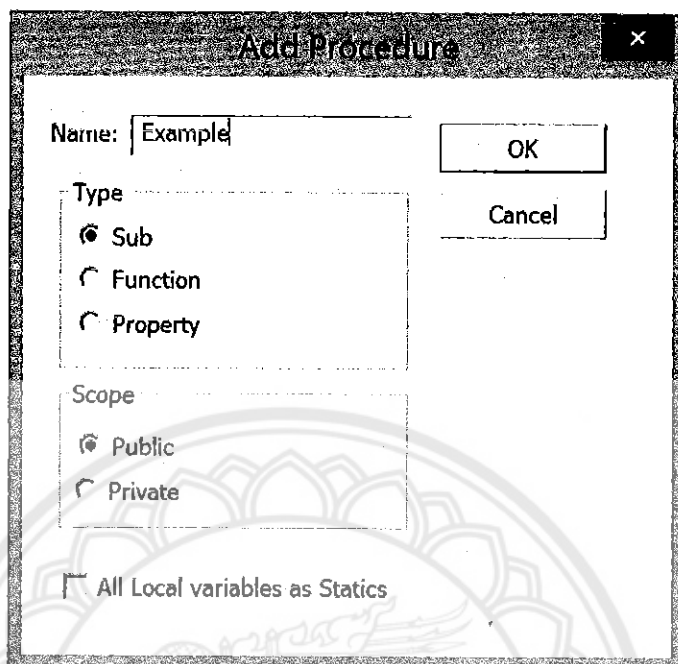 Add Procedure
×
Name: Example
OK
Cancel
Type
Sub
Function
Property
Scope
Public
Private
All Local variables as Statics